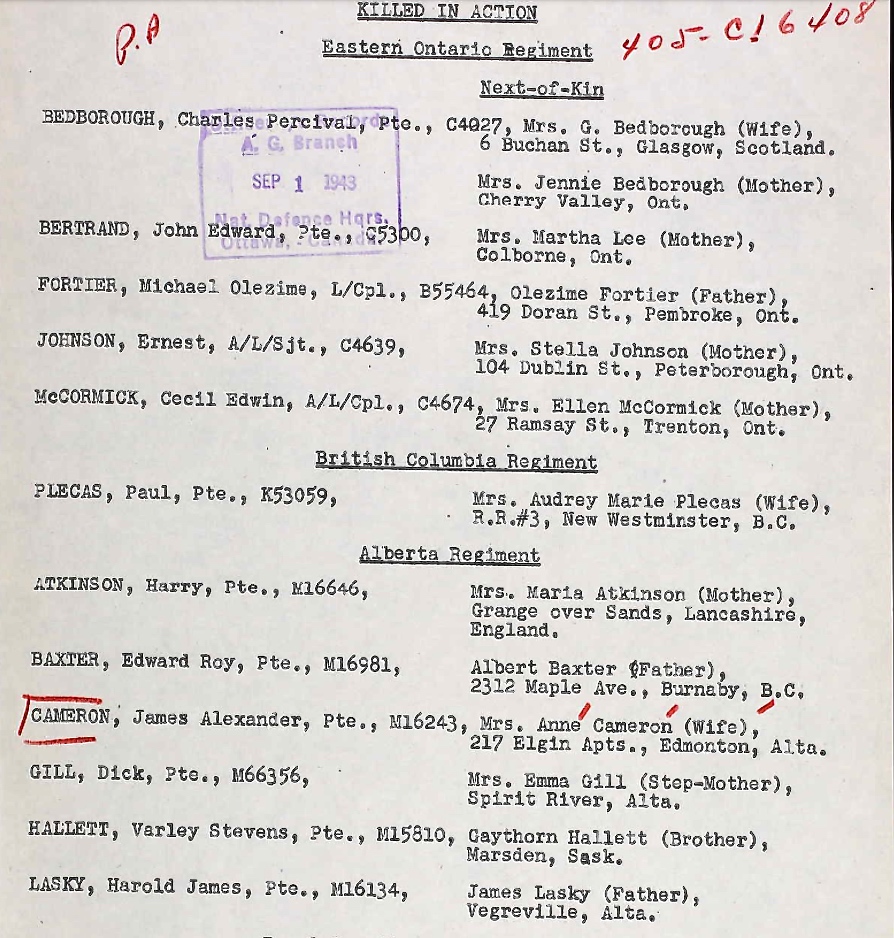 KILLED IN ACTION
P.A
Eastern Ontario Regiment
405-C16408
Next-of-Kin
BEDBOROUGH, Charles Percival, Pte., C4027, Mrs. G. Bedborough (Wife),
6 Buchan St., Glasgow, Scotland.
A. G. Branch
SEP 1 1943
Mrs. Jennie Bedborough (Mother),
Cherry Valley, Ont.
Nat. Defence Hqrs.
BERTRAND, John Edward, Pte., C5300, Mrs. Martha Lee (Mother),
Ottawa, Canada
Colborne, Ont.
FORTIER, Michael Olezime, L/Cpl., B55464, Olezime Fortier (Father),
419 Doran St., Pembroke, Ont.
JOHNSON, Ernest, A/L/Sjt., C4639, Mrs. Stella Johnson (Mother),
104 Dublin St., Peterborough, Ont.
McCORMICK, Cecil Edwin, A/L/Cpl., C4674, Mrs. Ellen McCormick (Mother),
27 Ramsay St., Trenton, Ont.
British Columbia Regiment
PLECAS, Paul, Pte., K53059, Mrs. Audrey Marie Plecas (Wife),
R.R.#3, New Westminster, B.C.
Alberta Regiment
ATKINSON, Harry, Pte., M16646, Mrs. Maria Atkinson (Mother),
Grange over Sands, Lancashire,
England.
BAXTER, Edward Roy, Pte., M16981, Albert Baxter (Father),
2312 Maple Ave., Burnaby, B.C.
CAMERON, James Alexander, Pte., M16243, Mrs. Anne Cameron (Wife),
217 Elgin Apts., Edmonton, Alta.
GILL, Dick, Pte., M66356, Mrs. Emma Gill (Step-Mother),
Spirit River, Alta.
HALLETT, Varley Stevens, Pte., M15810, Gaythorn Hallett (Brother),
Marsden, Sask.
LASKY, Harold James, Pte., M16134, James Lasky (Father),
Vegreville, Alta.